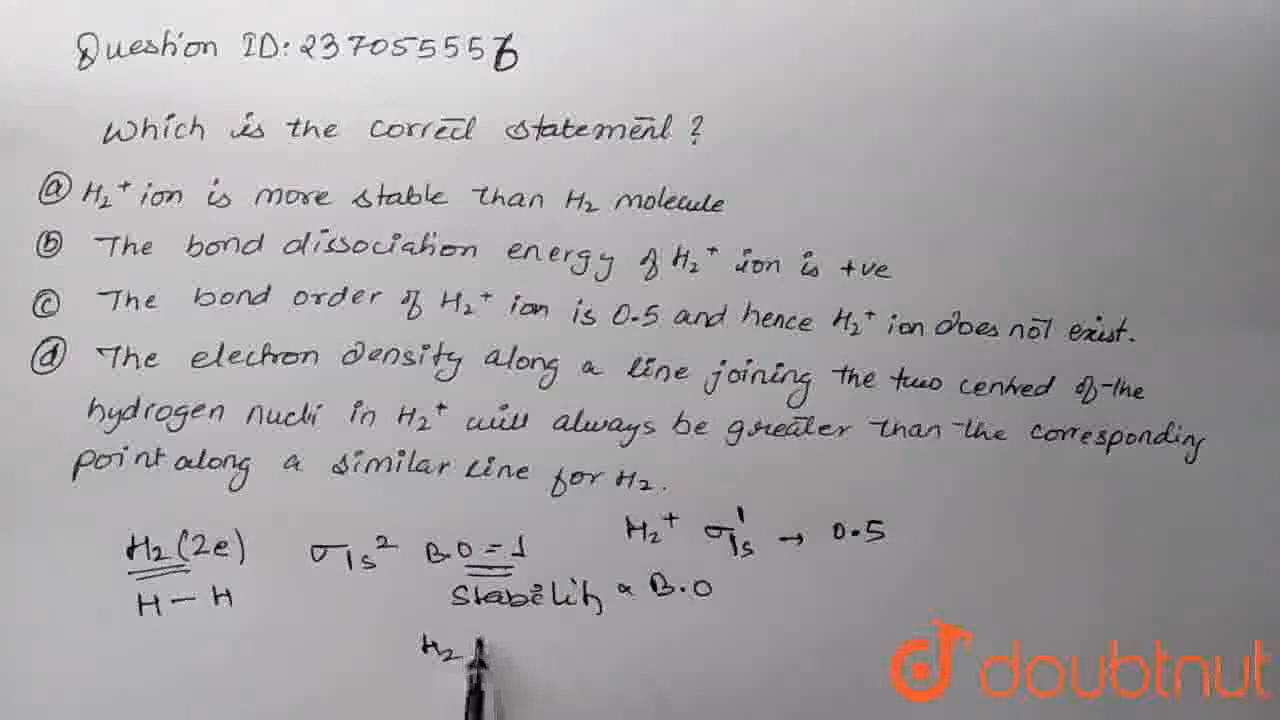 Question ID: 237055556
Which is the correct statement?
ⓐ H₂⁺ ion is more stable than H₂ molecule
ⓑ The bond dissociation energy of H₂⁺ ion is +ve
ⓒ The bond order of H₂⁺ ion is 0.5 and hence H₂⁺ ion does not exist.
ⓓ The electron density along a line joining the two centred of the
hydrogen nucli in H₂⁺ will always be greater than the corresponding
point along a similar line for H₂.
H₂(2e) σ1s² B.O = 1 H₂⁺ σ¹1s → 0.5
H - H Stability ∝ B.O
H₂
doubtnut